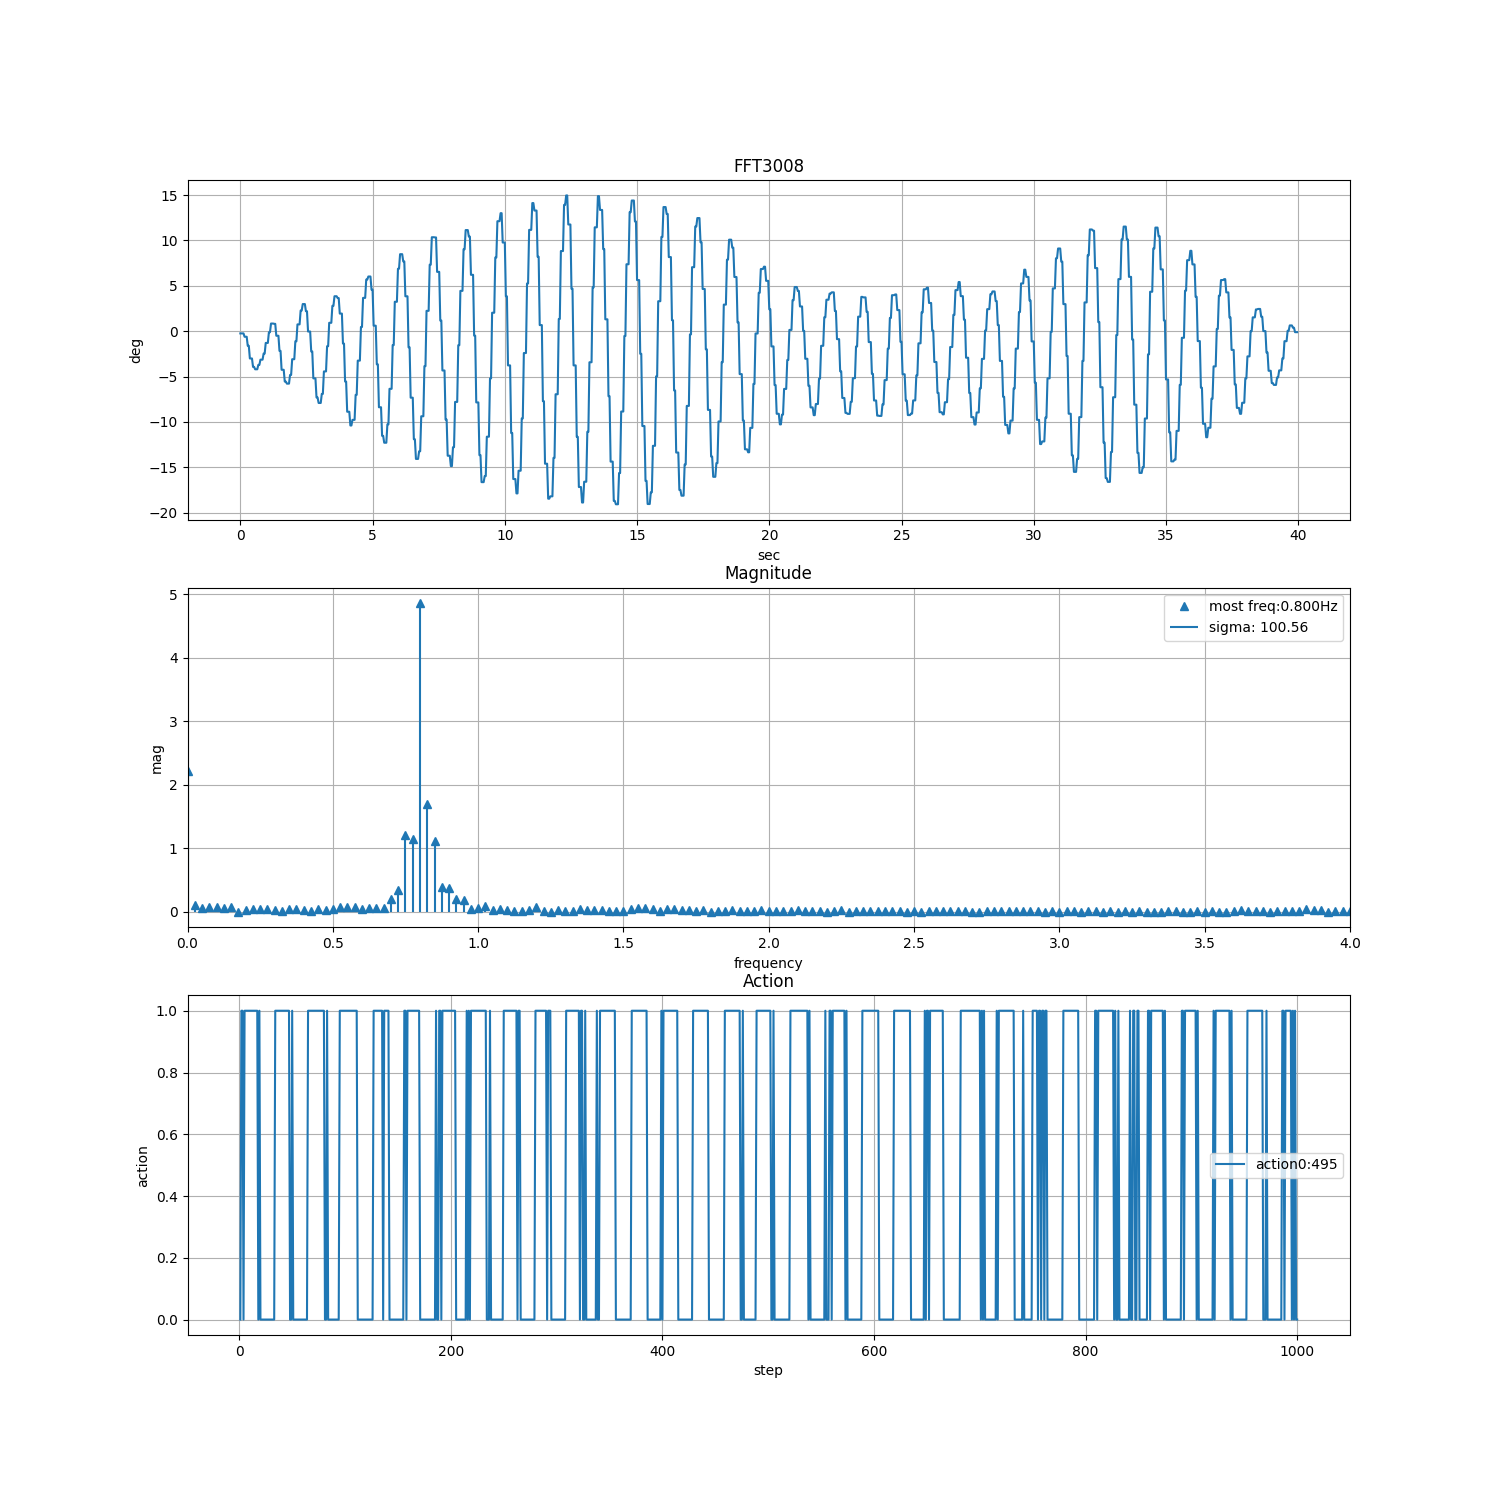 FFT3008
15
10
5
0
−5
−10
−15
−20
deg
0 5 10 15 20 25 30 35 40
sec
Magnitude
5
4
3
2
1
0
mag
most freq:0.800Hz
sigma: 100.56
0.0 0.5 1.0 1.5 2.0 2.5 3.0 3.5 4.0
frequency
Action
1.0
0.8
0.6
0.4
0.2
0.0
action
action0:495
0 200 400 600 800 1000
step